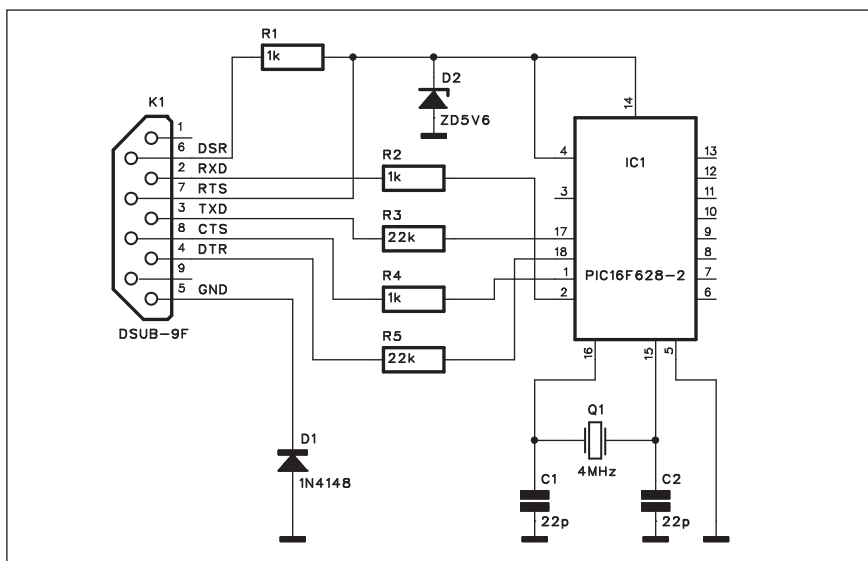 R1
1k
K1
1
6 DSR
2 RXD
7 RTS
3 TXD
8 CTS
4 DTR
9
5 GND
DSUB-9F
D2
ZD5V6
R2
1k
R3
22k
R4
1k
R5
22k
D1
1N4148
14
IC1
PIC16F628-2
4
3
17
18
1
2
13
12
11
10
9
8
7
6
16
15
5
Q1
4MHz
C1
22p
C2
22p